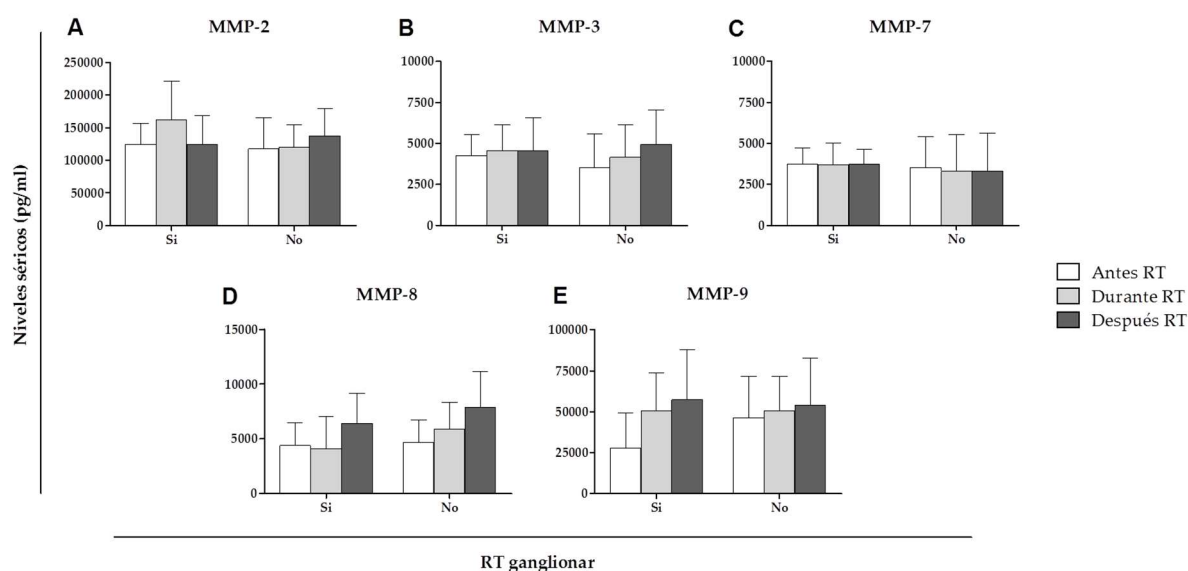 A
MMP-2
250000
200000
150000
100000
50000
0
Si
No
B
MMP-3
10000
7500
5000
2500
0
Si
No
C
MMP-7
10000
7500
5000
2500
0
Si
No
Niveles séricos (pg/ml)
D
MMP-8
15000
10000
5000
0
Si
No
E
MMP-9
100000
75000
50000
25000
0
Si
No
Antes RT
Durante RT
Después RT
RT ganglionar